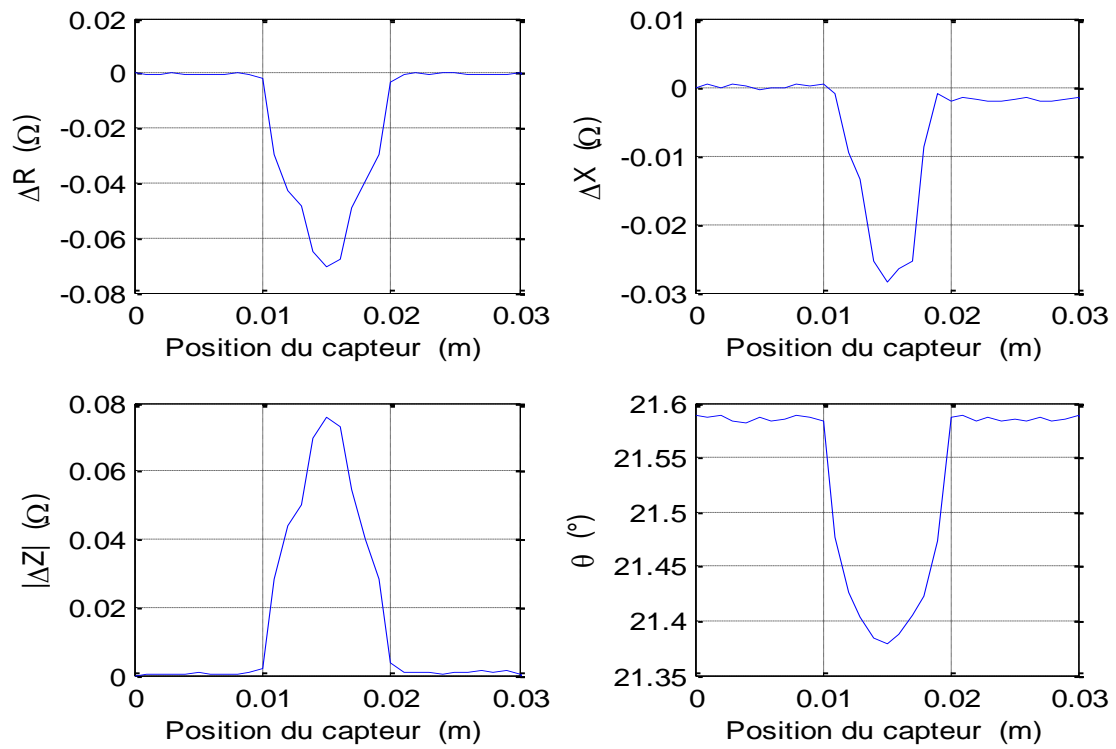 0.02
0
-0.02
-0.04
-0.06
-0.08
0 0.01 0.02 0.03
ΔR (Ω)
Position du capteur (m)
0.01
0
-0.01
-0.02
-0.03
0 0.01 0.02 0.03
ΔX (Ω)
Position du capteur (m)
0.08
0.06
0.04
0.02
0
0 0.01 0.02 0.03
|ΔZ| (Ω)
Position du capteur (m)
21.6
21.55
21.5
21.45
21.4
21.35
0 0.01 0.02 0.03
θ (°)
Position du capteur (m)